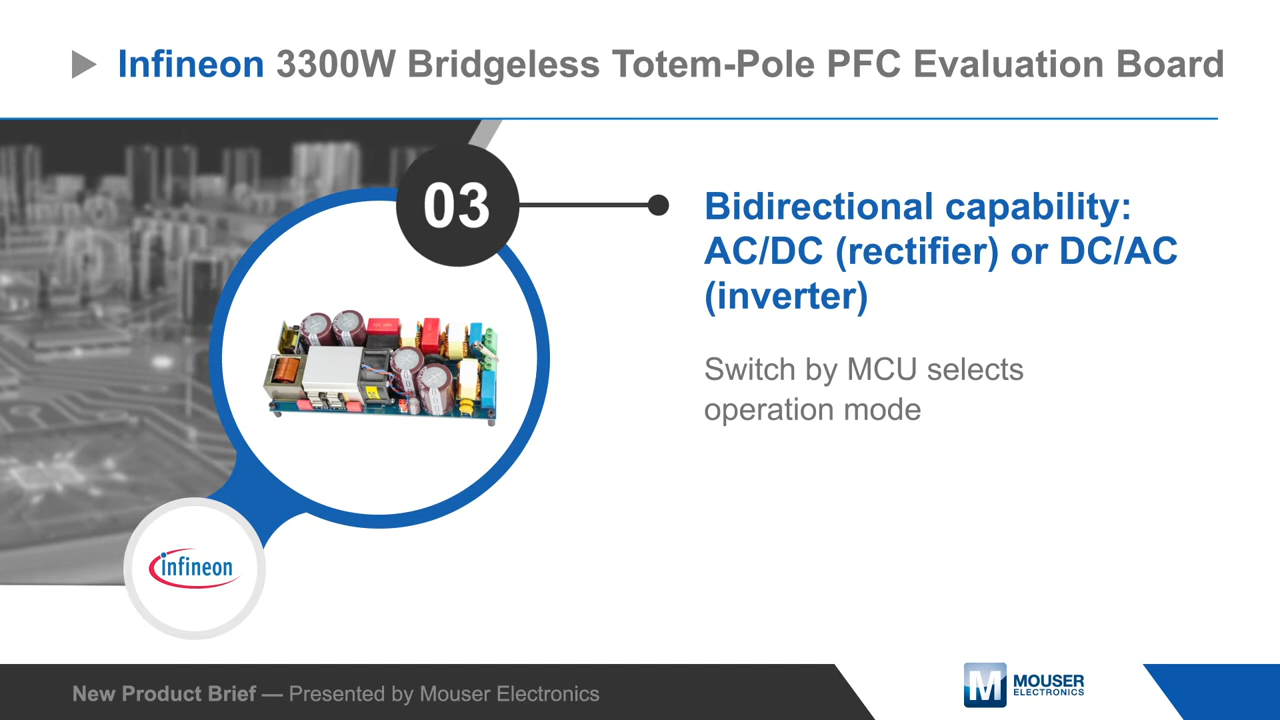 Infineon 3300W Bridgeless Totem-Pole PFC Evaluation Board
03
Bidirectional capability:
AC/DC (rectifier) or DC/AC
(inverter)
Switch by MCU selects
operation mode
infineon
New Product Brief — Presented by Mouser Electronics
M
MOUSER
ELECTRONICS